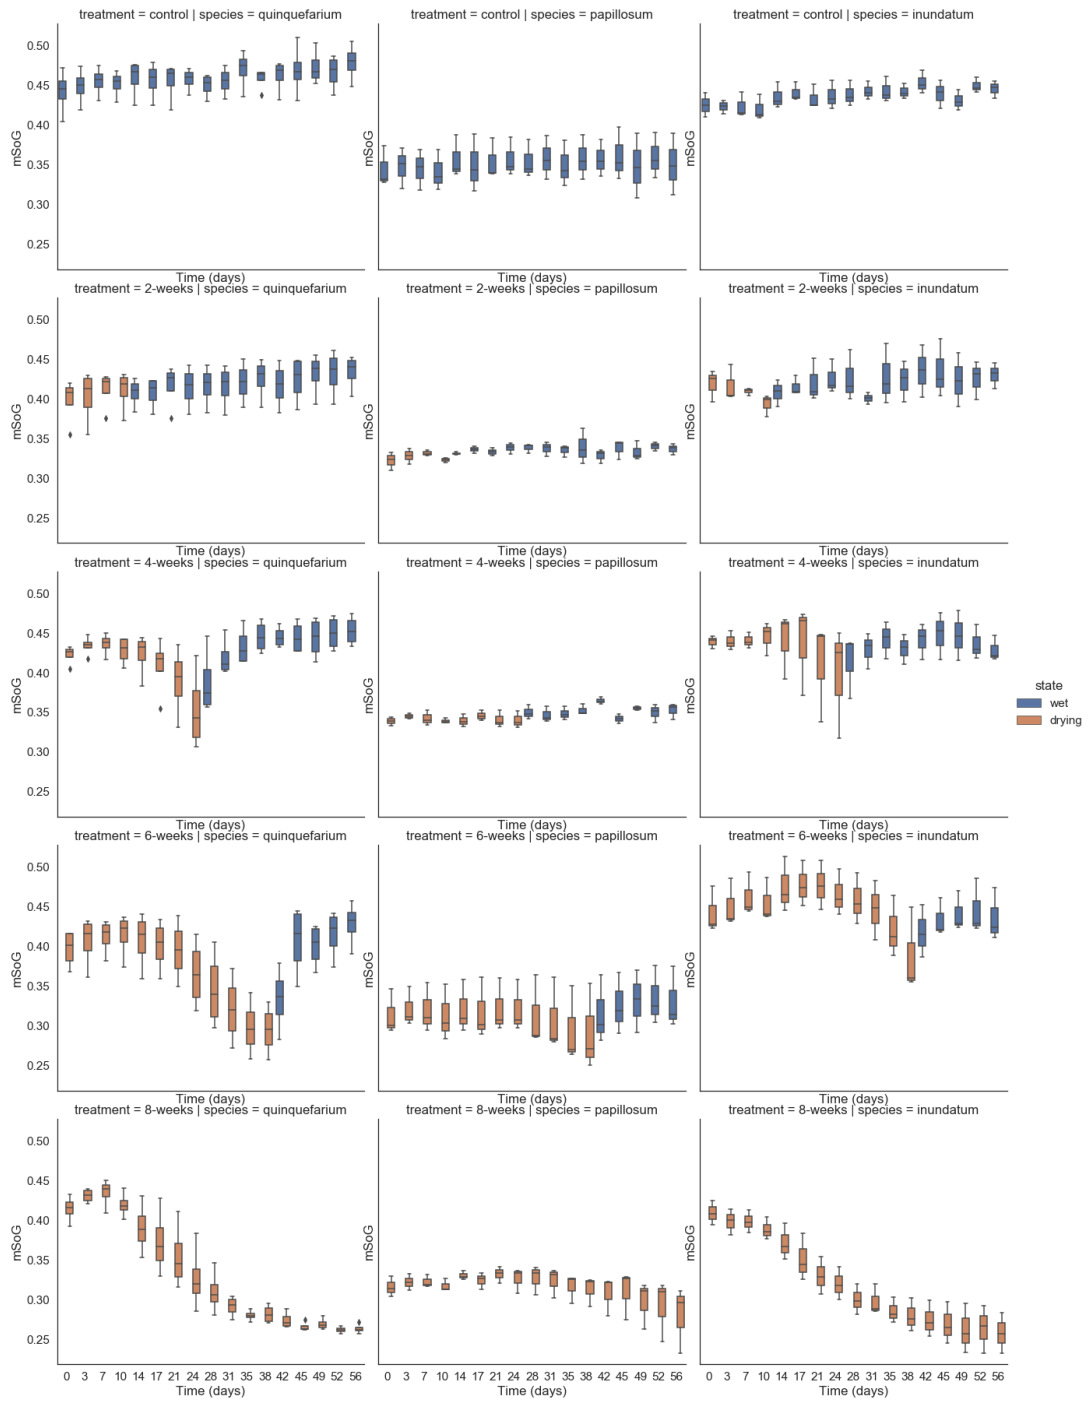 treatment = control | species = quinquefarium
treatment = control | species = papillosum
treatment = control | species = inundatum
0.50
0.45
0.40
0.35
0.30
0.25
mSoG
mSoG
mSoG
Time (days)
Time (days)
Time (days)
treatment = 2-weeks | species = quinquefarium
treatment = 2-weeks | species = papillosum
treatment = 2-weeks | species = inundatum
0.50
0.45
0.40
0.35
0.30
0.25
mSoG
mSoG
mSoG
Time (days)
Time (days)
Time (days)
treatment = 4-weeks | species = quinquefarium
treatment = 4-weeks | species = papillosum
treatment = 4-weeks | species = inundatum
0.50
0.45
0.40
0.35
0.30
0.25
mSoG
mSoG
mSoG
state
wet
drying
Time (days)
Time (days)
Time (days)
treatment = 6-weeks | species = quinquefarium
treatment = 6-weeks | species = papillosum
treatment = 6-weeks | species = inundatum
0.50
0.45
0.40
0.35
0.30
0.25
mSoG
mSoG
mSoG
Time (days)
Time (days)
Time (days)
treatment = 8-weeks | species = quinquefarium
treatment = 8-weeks | species = papillosum
treatment = 8-weeks | species = inundatum
0.50
0.45
0.40
0.35
0.30
0.25
mSoG
mSoG
mSoG
0 3 7 10 14 17 21 24 28 31 35 38 42 45 49 52 56
0 3 7 10 14 17 21 24 28 31 35 38 42 45 49 52 56
0 3 7 10 14 17 21 24 28 31 35 38 42 45 49 52 56
Time (days)
Time (days)
Time (days)